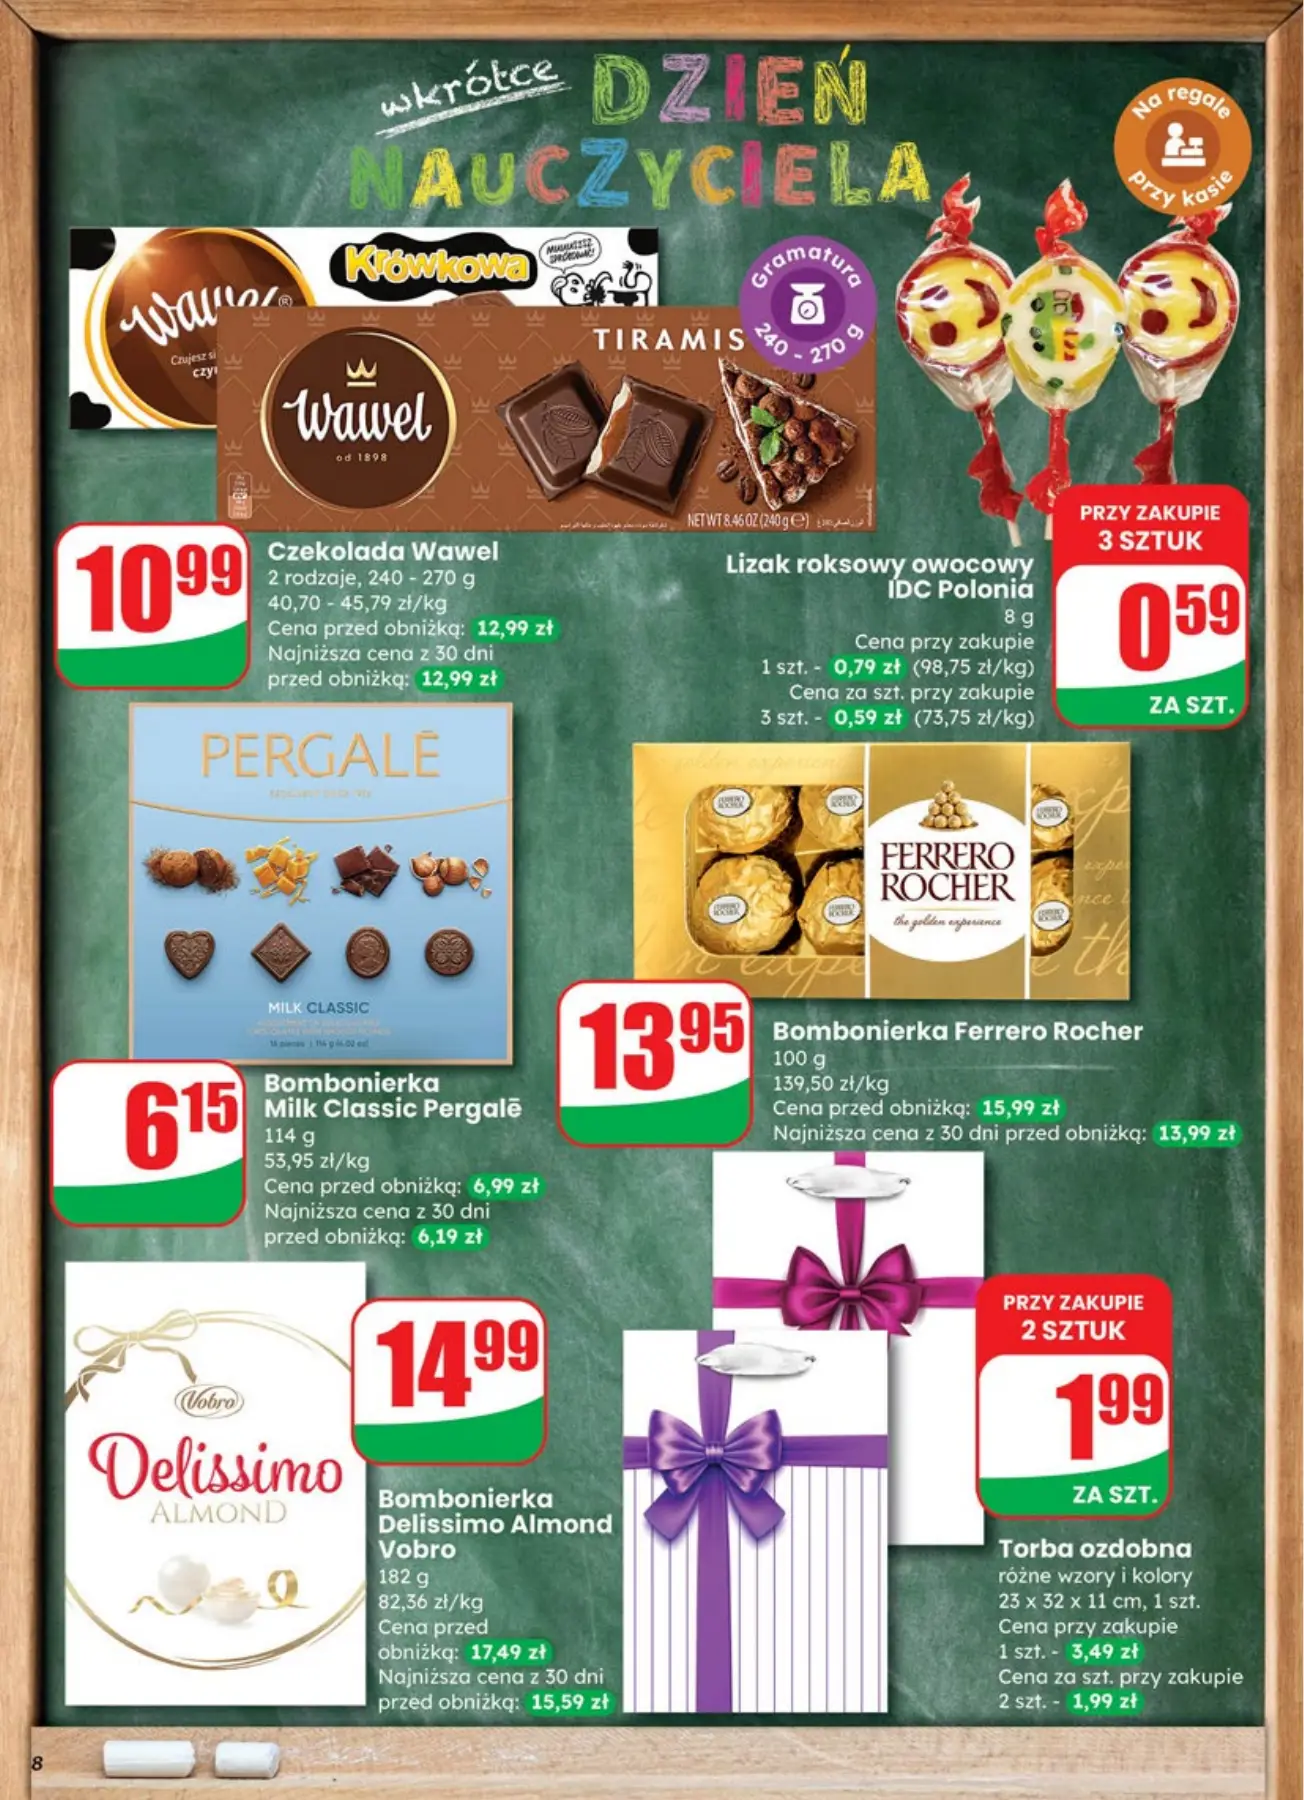 wkrótce DZIEŃ
NAUCZYCIELA
Na regale
przy kasie
Wawel®
Czujesz si
czy
Krówkowa
MUUUSISZ
SPRÓBOWAĆ!
Gramatura
240 - 270 g
TIRAMIS
Wawel
od 1898
NET WT 8.46 OZ (240 g e)
10 99
Czekolada Wawel
2 rodzaje, 240 - 270 g
40,70 - 45,79 zł/kg
Cena przed obniżką: 12,99 zł
Najniższa cena z 30 dni
przed obniżką: 12,99 zł
Lizak roksowy owocowy
IDC Polonia
8 g
Cena przy zakupie
1 szt. - 0,79 zł (98,75 zł/kg)
Cena za szt. przy zakupie
3 szt. - 0,59 zł (73,75 zł/kg)
PRZY ZAKUPIE
3 SZTUK
0 59
ZA SZT.
PERGALĒ
MILK CLASSIC
6 15
Bombonierka
Milk Classic Pergalē
114 g
53,95 zł/kg
Cena przed obniżką: 6,99 zł
Najniższa cena z 30 dni
przed obniżką: 6,19 zł
FERRERO
ROCHER
FERRERO
ROCHER
the golden experience
13 95
Bombonierka Ferrero Rocher
100 g
139,50 zł/kg
Cena przed obniżką: 15,99 zł
Najniższa cena z 30 dni przed obniżką: 13,99 zł
Vobro
Delissimo
ALMOND
14 99
Bombonierka
Delissimo Almond
Vobro
182 g
82,36 zł/kg
Cena przed
obniżką: 17,49 zł
Najniższa cena z 30 dni
przed obniżką: 15,59 zł
PRZY ZAKUPIE
2 SZTUK
1 99
ZA SZT.
Torba ozdobna
różne wzory i kolory
23 x 32 x 11 cm, 1 szt.
Cena przy zakupie
1 szt. - 3,49 zł
Cena za szt. przy zakupie
2 szt. - 1,99 zł
8